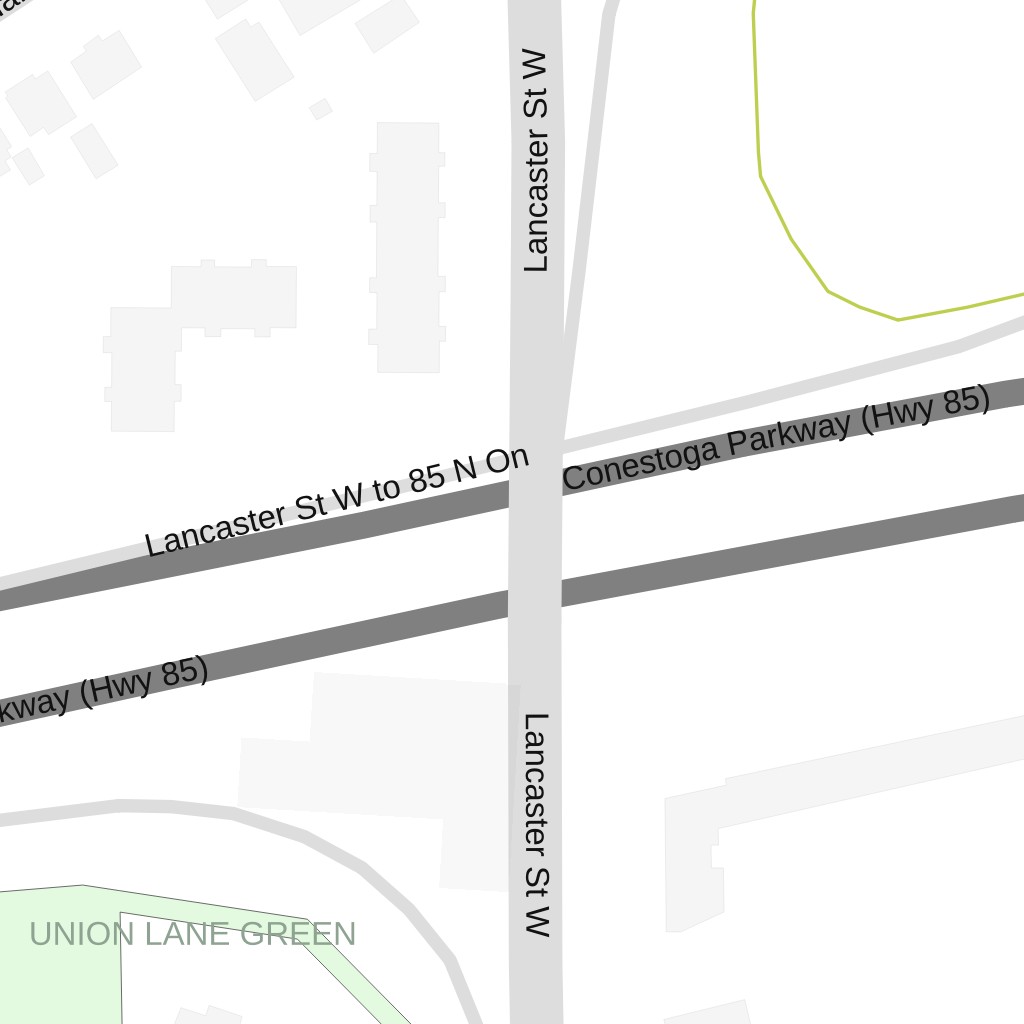 Lancaster St W
Conestoga Parkway (Hwy 85)
Lancaster St W to 85 N On
kway (Hwy 85)
Lancaster St W
UNION LANE GREEN